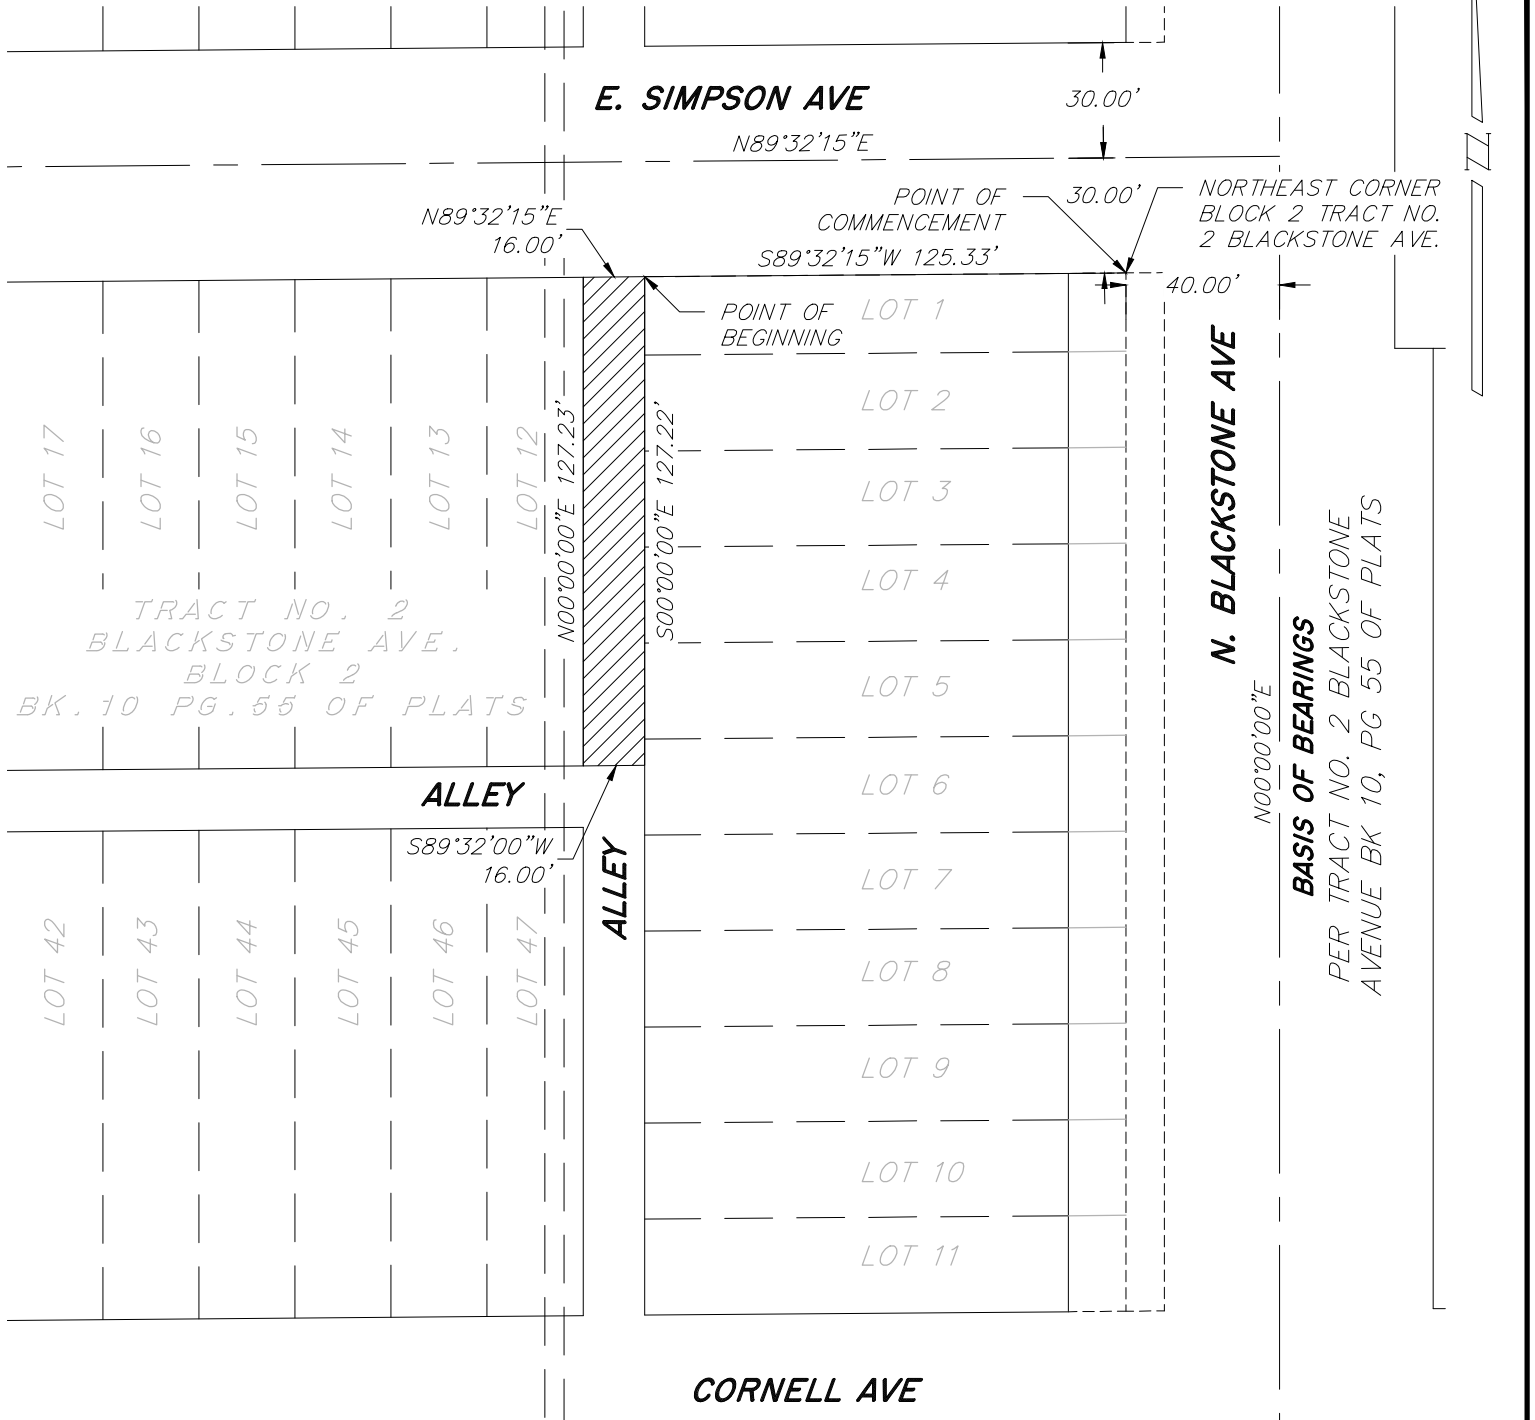 E. SIMPSON AVE
30.00'
N89°32'15"E
POINT OF
COMMENCEMENT
30.00'
NORTHEAST CORNER
BLOCK 2 TRACT NO.
2 BLACKSTONE AVE.
N89°32'15"E
16.00'
S89°32'15"W 125.33'
40.00'
POINT OF
BEGINNING
LOT 1
LOT 2
LOT 3
LOT 4
LOT 5
LOT 6
LOT 7
LOT 8
LOT 9
LOT 10
LOT 11
LOT 17
LOT 16
LOT 15
LOT 14
LOT 13
LOT 12
N00°00'00"E 127.23'
S00°00'00"E 127.22'
TRACT NO. 2
BLACKSTONE AVE.
BLOCK 2
BK.10 PG.55 OF PLATS
ALLEY
S89°32'00"W
16.00'
ALLEY
LOT 42
LOT 43
LOT 44
LOT 45
LOT 46
LOT 47
N. BLACKSTONE AVE
N00°00'00"E
BASIS OF BEARINGS
PER TRACT NO. 2 BLACKSTONE
AVENUE BK 10, PG 55 OF PLATS
CORNELL AVE